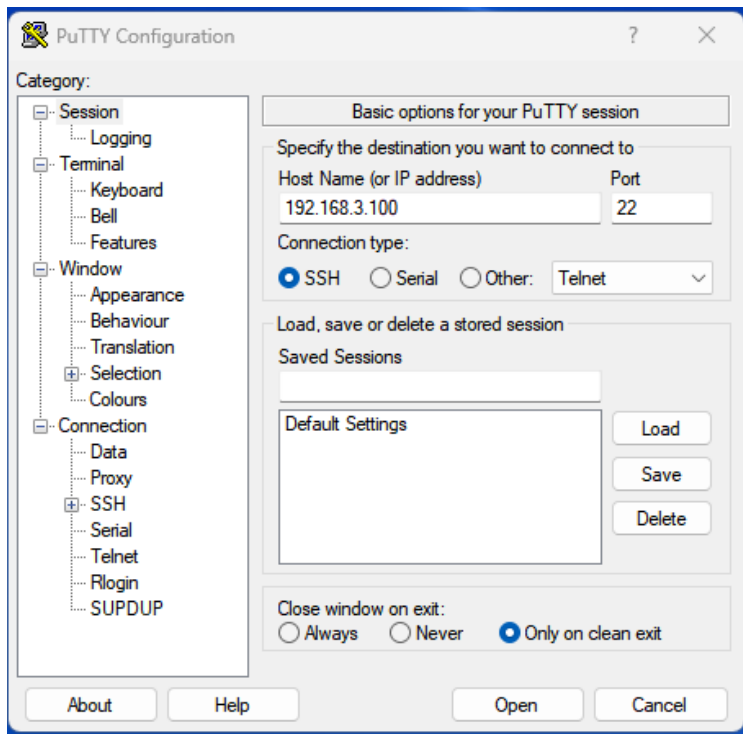 PuTTY Configuration
Category:
Session
Logging
Terminal
Keyboard
Bell
Features
Window
Appearance
Behaviour
Translation
Selection
Colours
Connection
Data
Proxy
SSH
Serial
Telnet
Rlogin
SUPDUP
Basic options for your PuTTY session
Specify the destination you want to connect to
Host Name (or IP address) Port
192.168.3.100 22
Connection type:
SSH Serial Other: Telnet
Load, save or delete a stored session
Saved Sessions
Default Settings
Load
Save
Delete
Close window on exit:
Always Never Only on clean exit
About Help Open Cancel